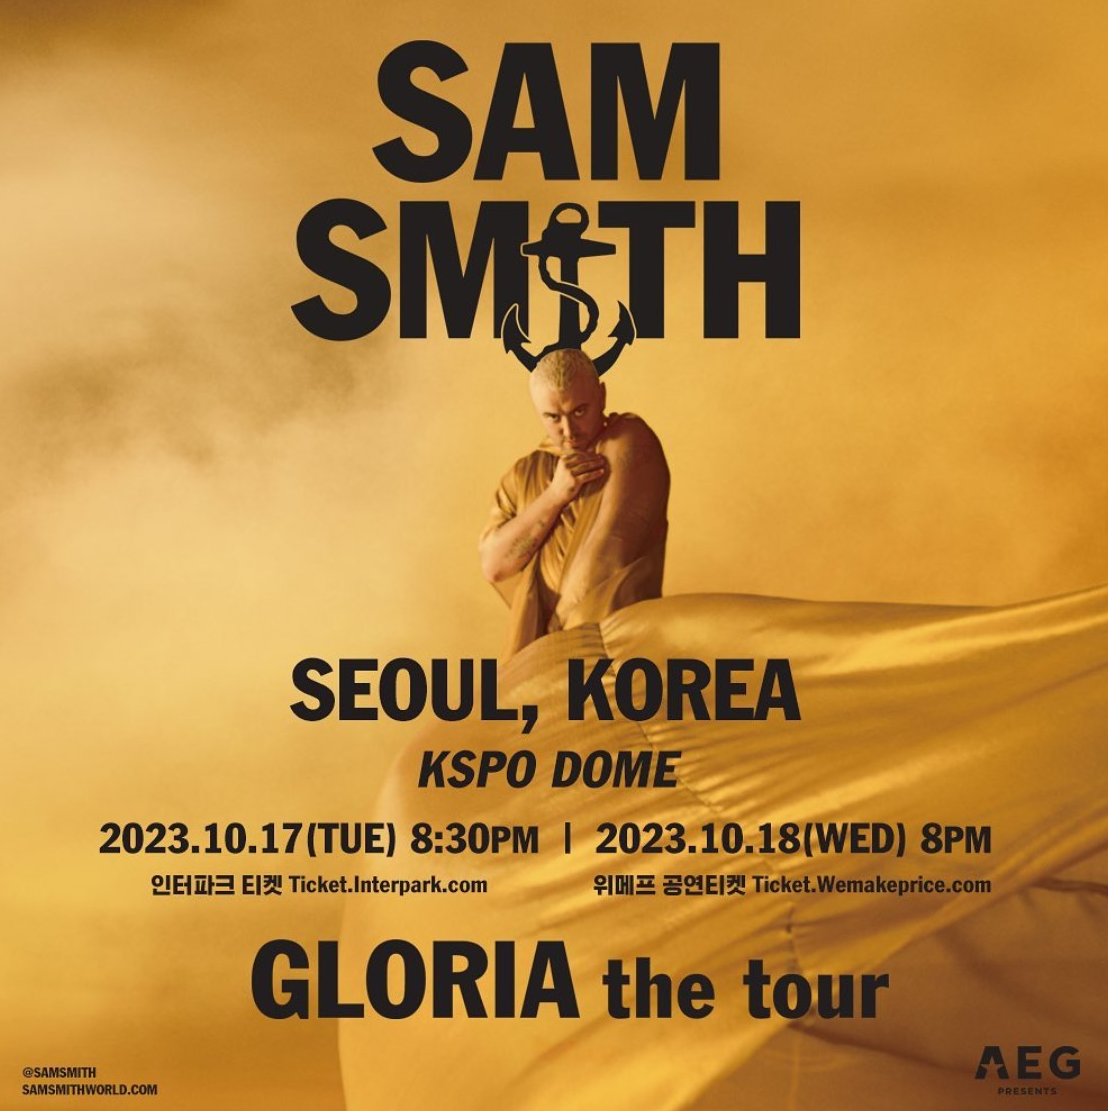 SAM
SMITH
SEOUL, KOREA
KSPO DOME
2023.10.17(TUE) 8:30PM | 2023.10.18(WED) 8PM
인터파크 티켓 Ticket.Interpark.com 위메프 공연티켓 Ticket.Wemakeprice.com
GLORIA the tour
@SAMSMITH
SAMSMITHWORLD.COM
AEG
PRESENTS